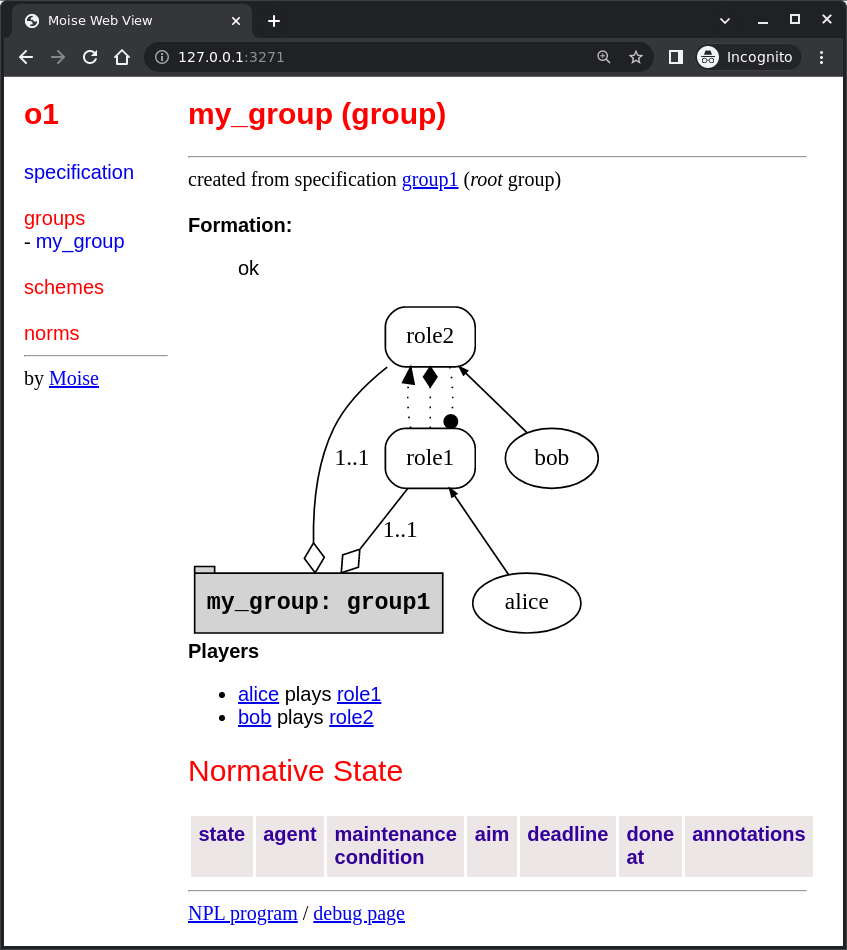 Moise Web View
127.0.0.1:3271
Incognito
o1
specification
groups
- my_group
schemes
norms
by Moise
my_group (group)
created from specification group1 (root group)
Formation:
ok
role2
1..1
role1
bob
1..1
my_group: group1
alice
Players
• alice plays role1
• bob plays role2
Normative State
state agent maintenance aim deadline done annotations
condition at
NPL program / debug page